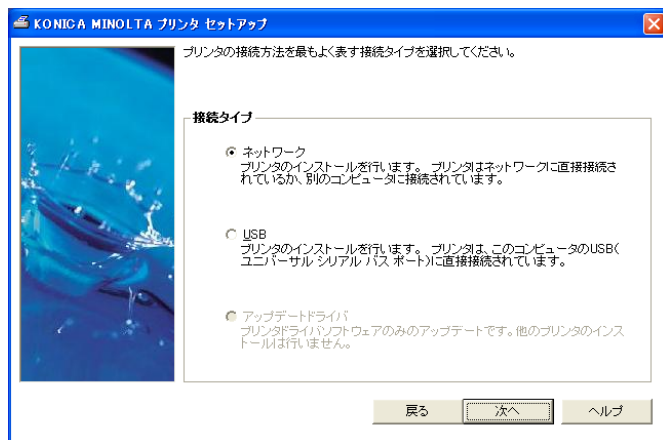 KONICA MINOLTA プリンタ セットアップ
プリンタの接続方法を最もよく表す接続タイプを選択してください。
接続タイプ
ネットワーク
プリンタのインストールを行います。 プリンタはネットワークに直接接続さ
れているか、別のコンピュータに接続されています。
USB
プリンタのインストールを行います。 プリンタは、このコンピュータのUSB(
ユニバーサル シリアル バス ポート)に直接接続されています。
アップデートドライバ
プリンタドライバソフトウェアのみのアップデートです。他のプリンタのインス
トールは行いません。
戻る 次へ ヘルプ